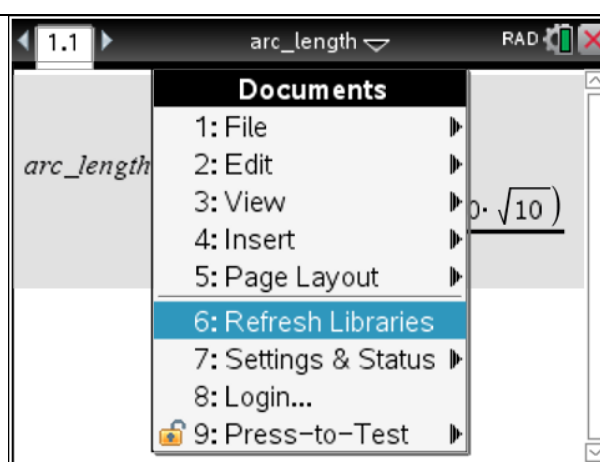 1.1 arc_length RAD
Documents
1: File
2: Edit
arc_length
3: View
0· √10 )
4: Insert
5: Page Layout
6: Refresh Libraries
7: Settings & Status
8: Login...
9: Press-to-Test